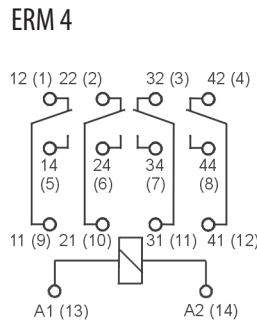 ERM 4
12 (1) 22 (2) 32 (3) 42 (4)
14 24 34 44
(5) (6) (7) (8)
11 (9) 21 (10) 31 (11) 41 (12)
A1 (13) A2 (14)